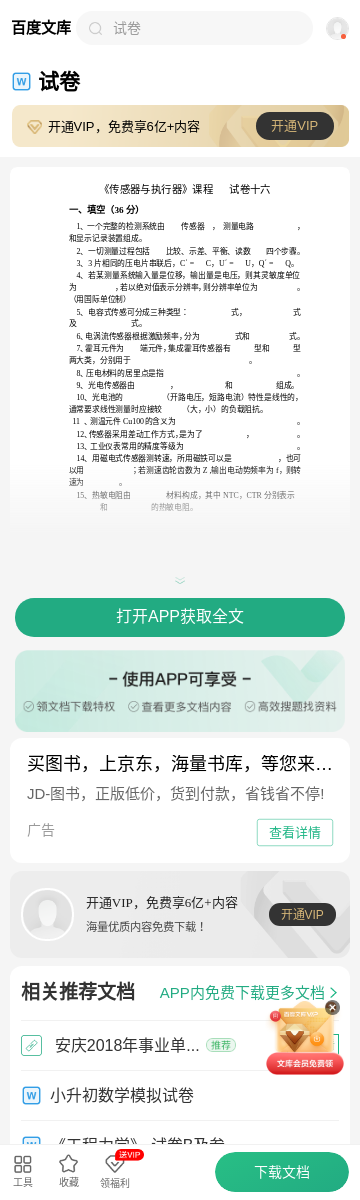 百度文库
试卷
试卷
开通VIP，免费享6亿+内容
开通VIP
《传感器与执行器》课程 试卷十六
一、填空（36 分）
1、一个完整的检测系统由 传感器 ， 测量电路 ，
和显示记录装置组成。
2、一切测量过程包括 比较、示差、平衡、读数 四个步骤。
3、3 片相同的压电片串联后，C´ = C，U´ = U，Q´ = Q。
4、若某测量系统输入量是位移，输出量是电压，则其灵敏度单位
为 ，若以绝对值表示分辨率，则分辨率单位为 。
（用国际单位制）
5、电容式传感可分成三种类型： 式， 式
及 式。
6、电涡流传感器根据激励频率，分为 式和 式。
7、霍耳元件为 端元件，集成霍耳传感器有 型和 型
两大类，分别用于 。
8、压电材料的居里点是指 。
9、光电传感器由 ， 和 组成。
10、光电池的 （开路电压，短路电流）特性是线性的，
通常要求线性测量时应接较 （大，小）的负载阻抗。
11 、测温元件 Cu100的含义为 。
12、传感器采用差动工作方式，是为了 ， 。
13、工业仪表常用的精度等级为 。
14、用磁电式传感器测转速，所用磁铁可以是 ，也可
以用 ；若测速齿轮齿数为 Z ,输出电动势频率为 f，则转
速为 。
15、热敏电阻由 材料构成，其中 NTC，CTR 分别表示
和 的热敏电阻。
打开APP获取全文
– 使用APP可享受 –
领文档下载特权 查看更多文档内容 高效搜题找资料
买图书，上京东，海量书库，等您来…
JD-图书，正版低价，货到付款，省钱省不停!
广告 查看详情
开通VIP，免费享6亿+内容
海量优质内容免费下载！
开通VIP
相关推荐文档 APP内免费下载更多文档
安庆2018年事业单... 推荐
文库会员免费领
小升初数学模拟试卷
《工程力学》-试卷B及参
工具 收藏 领福利 送VIP
下载文档